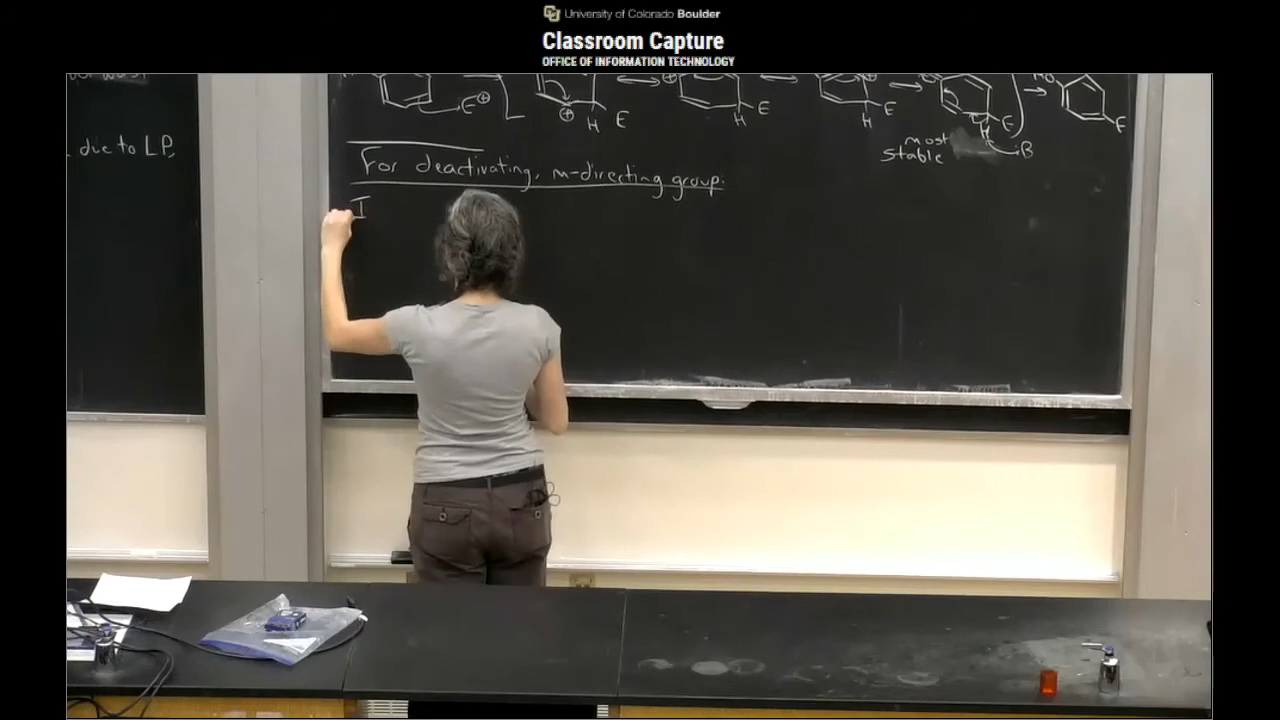 University of Colorado Boulder
Classroom Capture
OFFICE OF INFORMATION TECHNOLOGY
due to LP,
E⊕
⊕
H
E
⊕
E
H
⊕
E
H
E
H
:B
HO
E
most
stable
For deactivating, m-directing group:
I